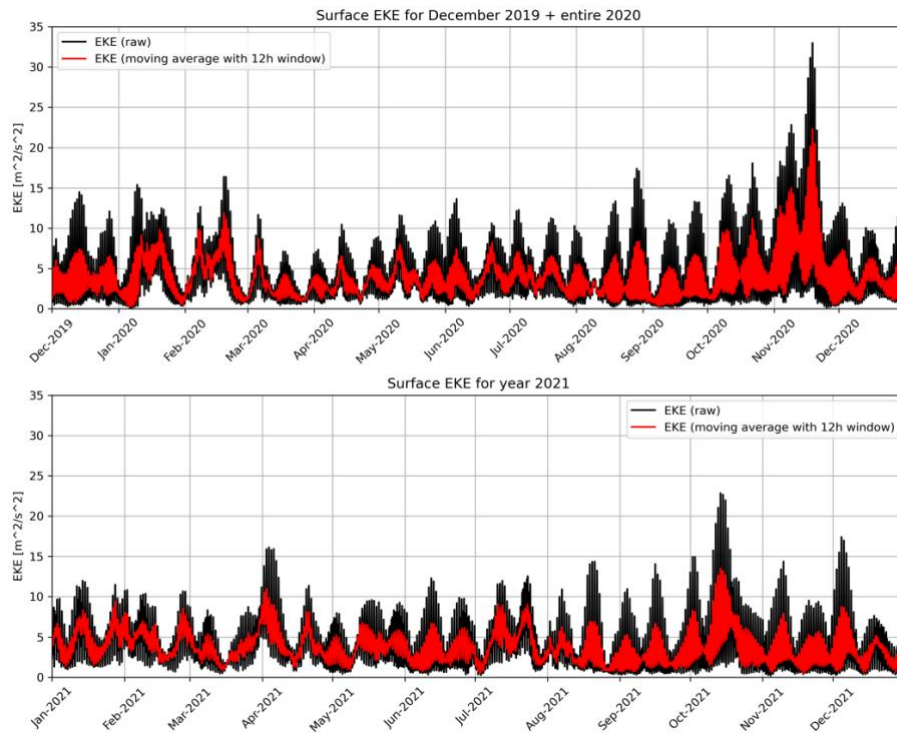 Surface EKE for December 2019 + entire 2020
EKE (raw)
EKE (moving average with 12h window)
EKE [m^2/s^2]
35
30
25
20
15
10
5
0
Dec-2019
Jan-2020
Feb-2020
Mar-2020
Apr-2020
May-2020
Jun-2020
Jul-2020
Aug-2020
Sep-2020
Oct-2020
Nov-2020
Dec-2020
Surface EKE for year 2021
EKE (raw)
EKE (moving average with 12h window)
EKE [m^2/s^2]
35
30
25
20
15
10
5
0
Jan-2021
Feb-2021
Mar-2021
Apr-2021
May-2021
Jun-2021
Jul-2021
Aug-2021
Sep-2021
Oct-2021
Nov-2021
Dec-2021